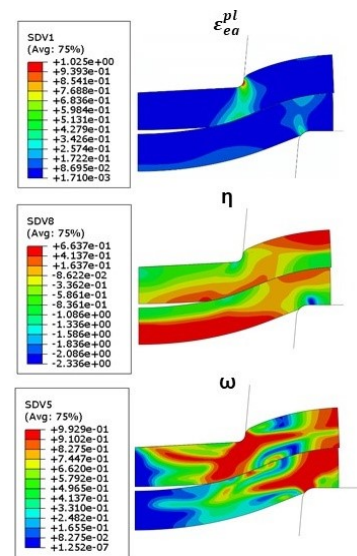 ε^{pl}_{ea}
SDV1
(Avg: 75%)
+1.025e+00
+9.393e-01
+8.541e-01
+7.688e-01
+6.836e-01
+5.984e-01
+5.131e-01
+4.279e-01
+3.426e-01
+2.574e-01
+1.722e-01
+8.695e-02
+1.710e-03
η
SDV8
(Avg: 75%)
+6.637e-01
+4.137e-01
+1.637e-01
-8.622e-02
-3.362e-01
-5.861e-01
-8.361e-01
-1.086e+00
-1.336e+00
-1.586e+00
-1.836e+00
-2.086e+00
-2.336e+00
ω
SDV5
(Avg: 75%)
+9.929e-01
+9.102e-01
+8.275e-01
+7.447e-01
+6.620e-01
+5.792e-01
+4.965e-01
+4.137e-01
+3.310e-01
+2.482e-01
+1.655e-01
+8.275e-02
+1.252e-07